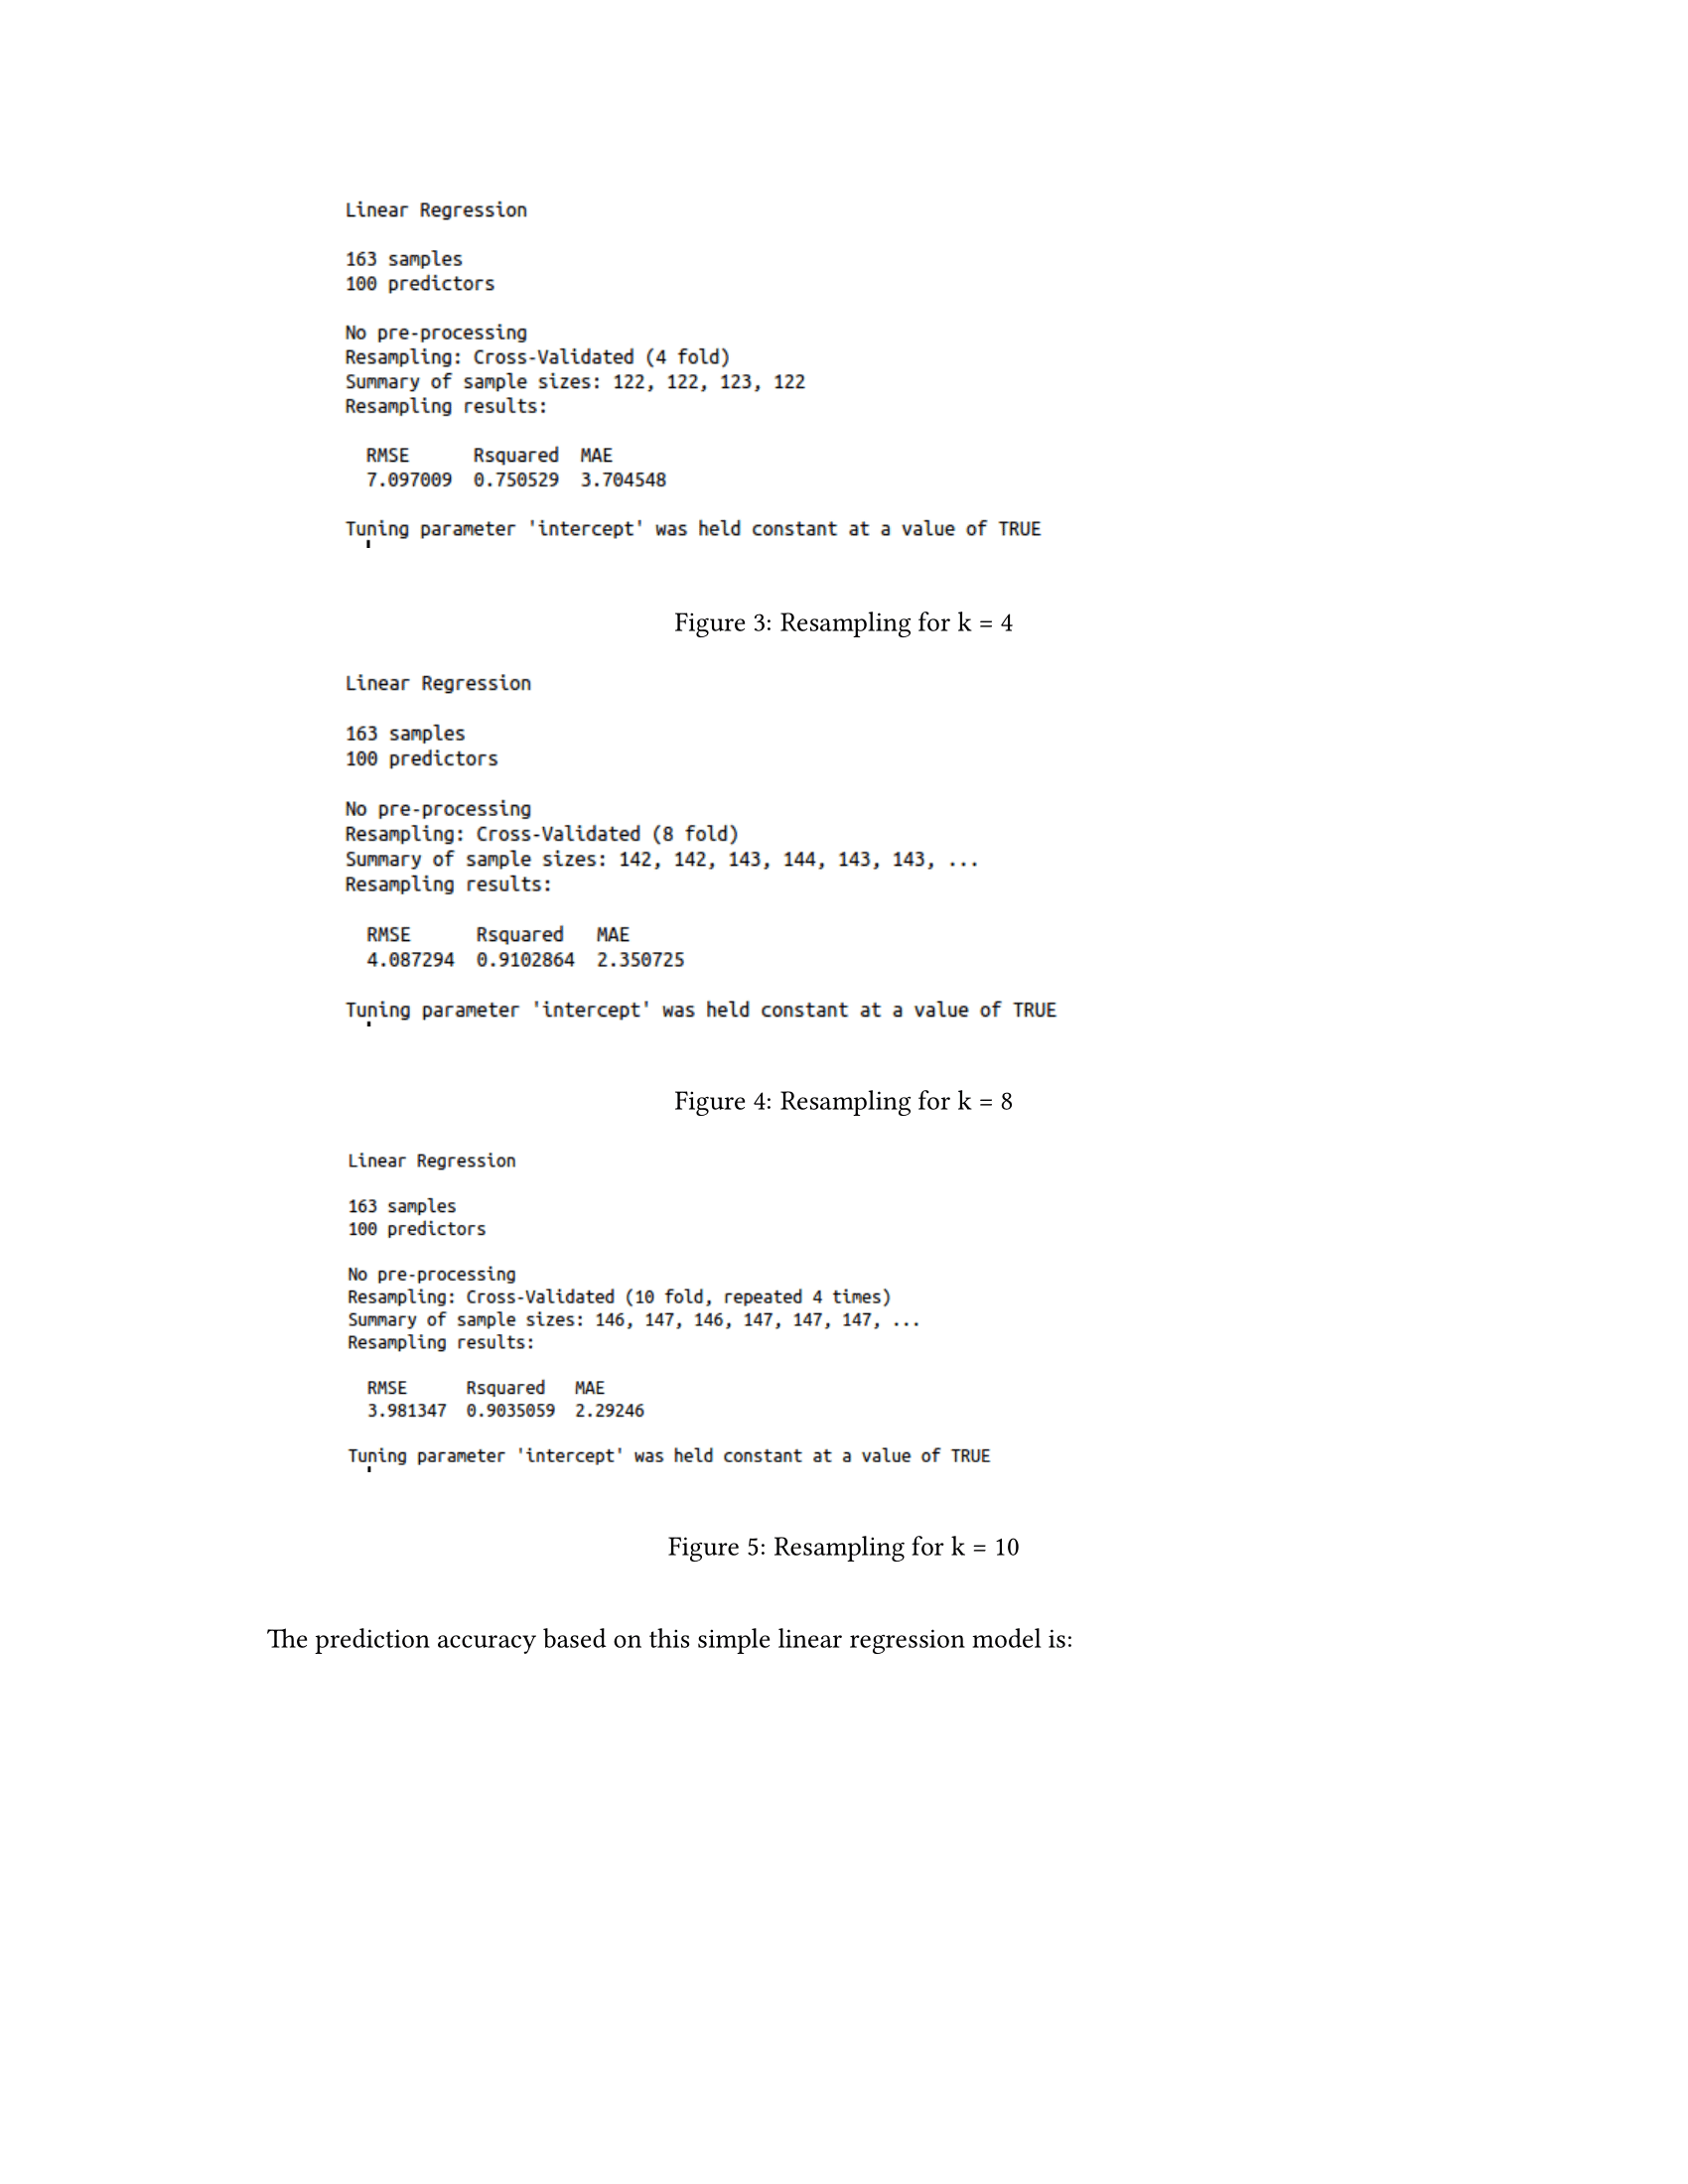 Linear Regression
163 samples
100 predictors
No pre-processing
Resampling: Cross-Validated (4 fold)
Summary of sample sizes: 122, 122, 123, 122
Resampling results:
RMSE Rsquared MAE
7.097009 0.750529 3.704548
Tuning parameter 'intercept' was held constant at a value of TRUE
Figure 3: Resampling for k = 4
Linear Regression
163 samples
100 predictors
No pre-processing
Resampling: Cross-Validated (8 fold)
Summary of sample sizes: 142, 142, 143, 144, 143, 143, ...
Resampling results:
RMSE Rsquared MAE
4.087294 0.9102864 2.350725
Tuning parameter 'intercept' was held constant at a value of TRUE
Figure 4: Resampling for k = 8
Linear Regression
163 samples
100 predictors
No pre-processing
Resampling: Cross-Validated (10 fold, repeated 4 times)
Summary of sample sizes: 146, 147, 146, 147, 147, 147, ...
Resampling results:
RMSE Rsquared MAE
3.981347 0.9035059 2.29246
Tuning parameter 'intercept' was held constant at a value of TRUE
Figure 5: Resampling for k = 10
The prediction accuracy based on this simple linear regression model is: